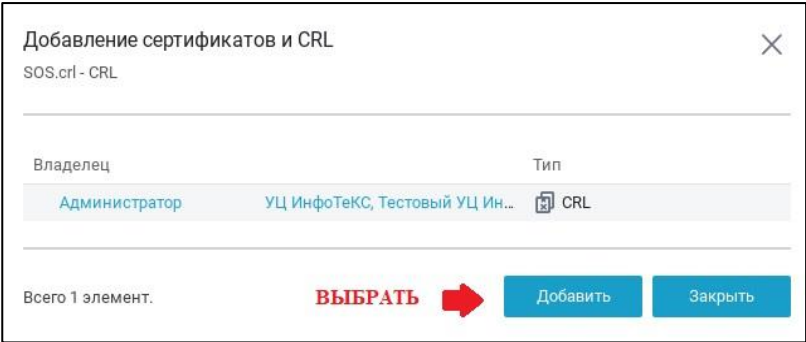 Добавление сертификатов и CRL
SOS.crl - CRL
Владелец Тип
Администратор УЦ ИнфоТеКС, Тестовый УЦ Ин... CRL
Всего 1 элемент. ВЫБРАТЬ Добавить Закрыть